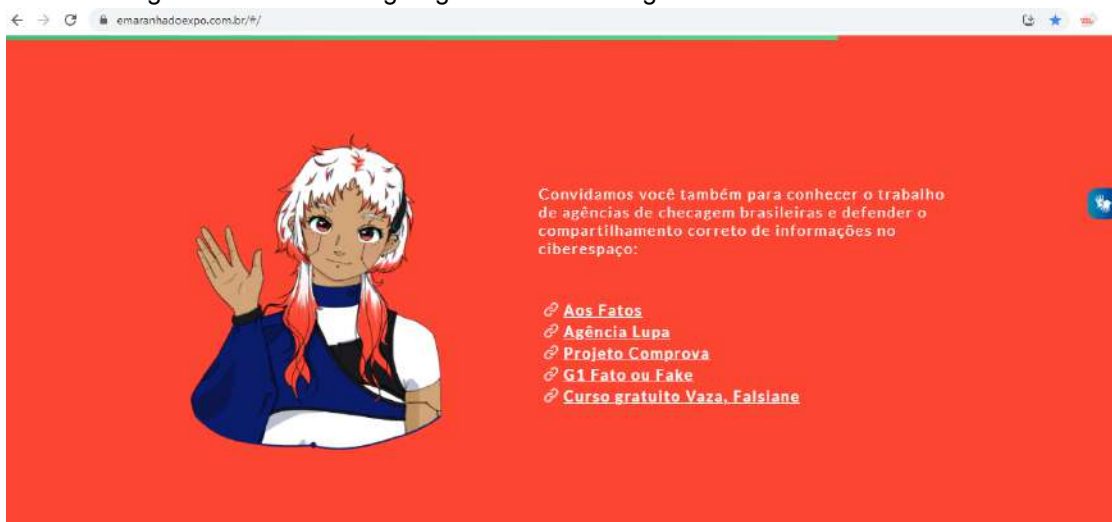 emaranhadoexpo.com.br/#/
Convidamos você também para conhecer o trabalho
de agências de checagem brasileiras e defender o
compartilhamento correto de informações no
ciberespaço:
Aos Fatos
Agência Lupa
Projeto Comprova
G1 Fato ou Fake
Curso gratuito Vaza, Falsiane